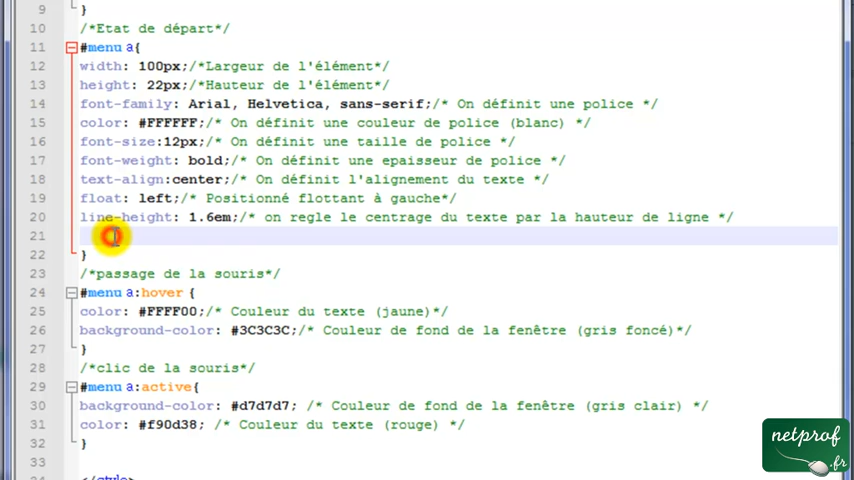 9 }
10 /*Etat de départ*/
11 #menu a{
12 width: 100px;/*Largeur de l'élément*/
13 height: 22px;/*Hauteur de l'élément*/
14 font-family: Arial, Helvetica, sans-serif;/* On définit une police */
15 color: #FFFFFF;/* On définit une couleur de police (blanc) */
16 font-size:12px;/* On définit une taille de police */
17 font-weight: bold;/* On définit une epaisseur de police */
18 text-align:center;/* On définit l'alignement du texte */
19 float: left;/* Positionné flottant à gauche*/
20 line-height: 1.6em;/* on regle le centrage du texte par la hauteur de ligne */
21
22 }
23 /*passage de la souris*/
24 #menu a:hover {
25 color: #FFFF00;/* Couleur du texte (jaune)*/
26 background-color: #3C3C3C;/* Couleur de fond de la fenêtre (gris foncé)*/
27 }
28 /*clic de la souris*/
29 #menu a:active{
30 background-color: #d7d7d7; /* Couleur de fond de la fenêtre (gris clair) */
31 color: #f90d38; /* Couleur du texte (rouge) */
32 }
33
</style>
netprof
.fr